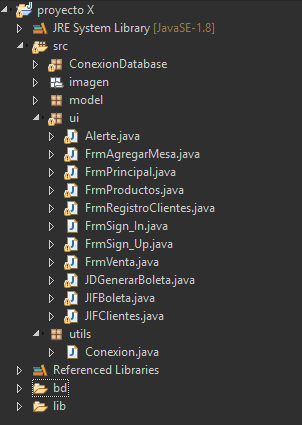 proyecto X
JRE System Library [JavaSE-1.8]
src
ConexionDatabase
imagen
model
ui
Alerte.java
FrmAgregarMesa.java
FrmPrincipal.java
FrmProductos.java
FrmRegistroClientes.java
FrmSign_In.java
FrmSign_Up.java
FrmVenta.java
JDGenerarBoleta.java
JIFBoleta.java
JIFClientes.java
utils
Conexion.java
Referenced Libraries
bd
lib